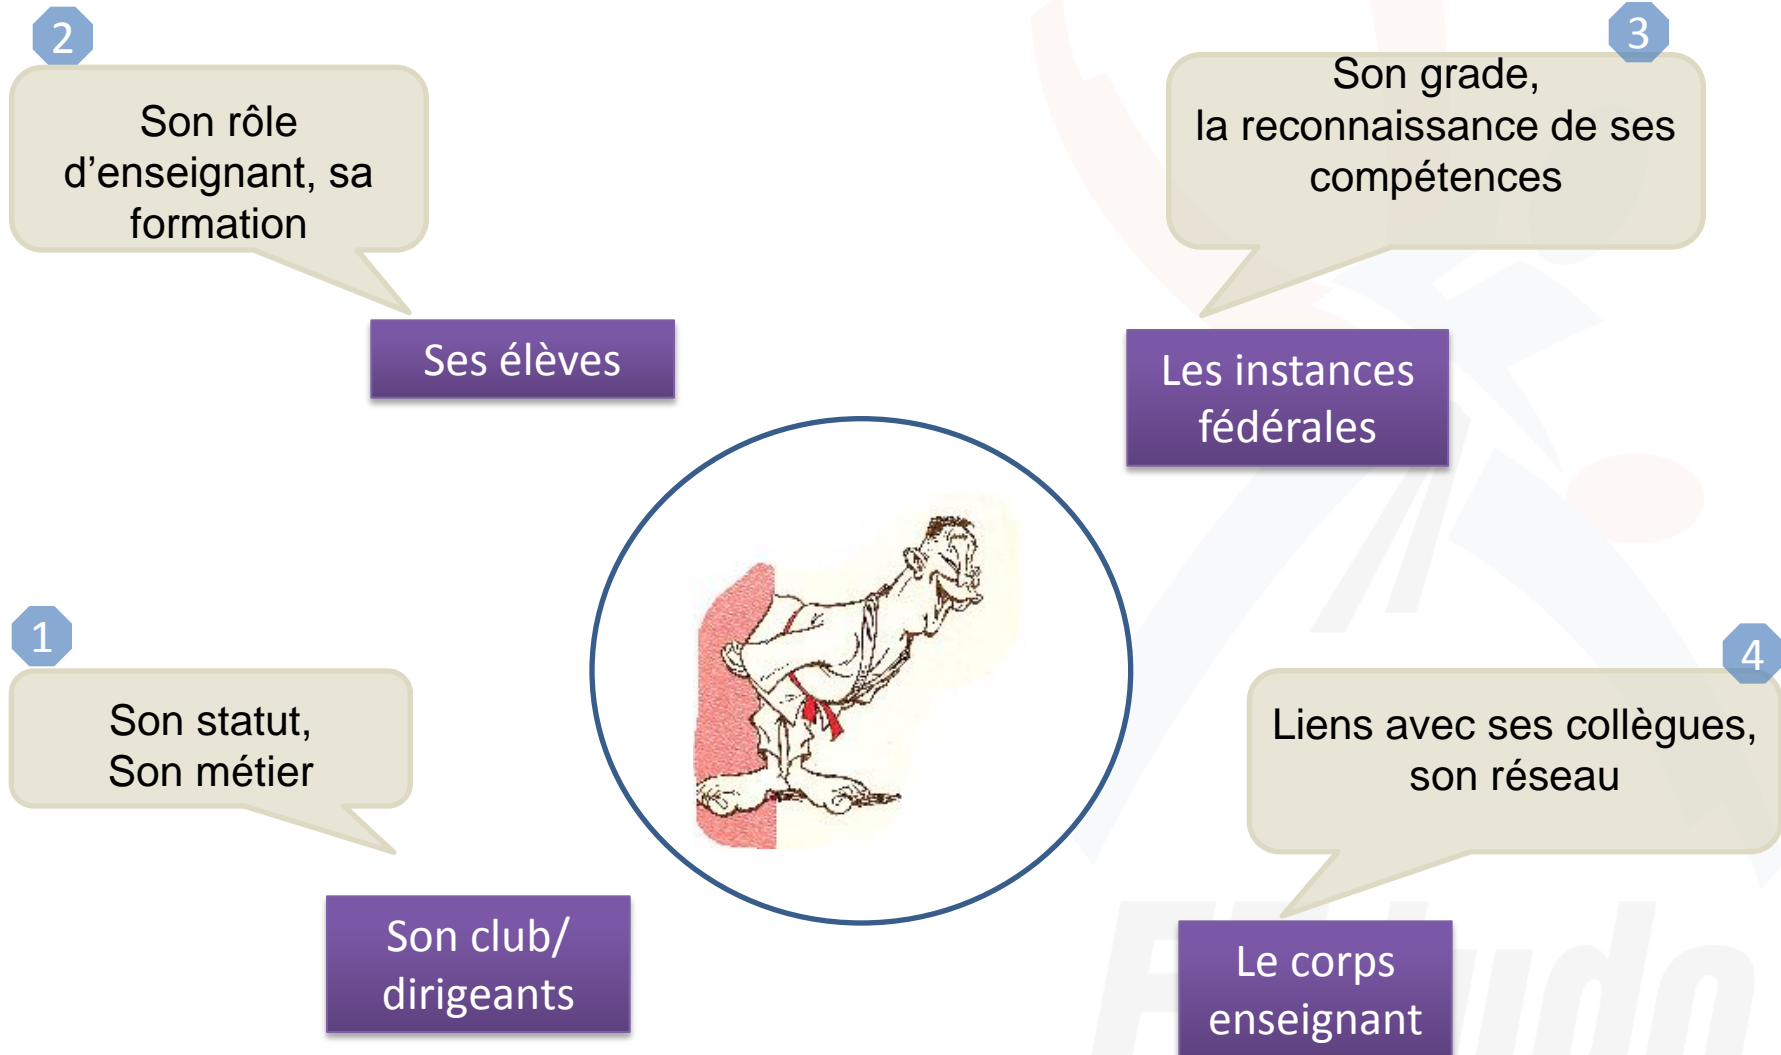 2
Son rôle
d’enseignant, sa
formation
Ses élèves
3
Son grade,
la reconnaissance de ses
compétences
Les instances
fédérales
1
Son statut,
Son métier
Son club/
dirigeants
4
Liens avec ses collègues,
son réseau
Le corps
enseignant